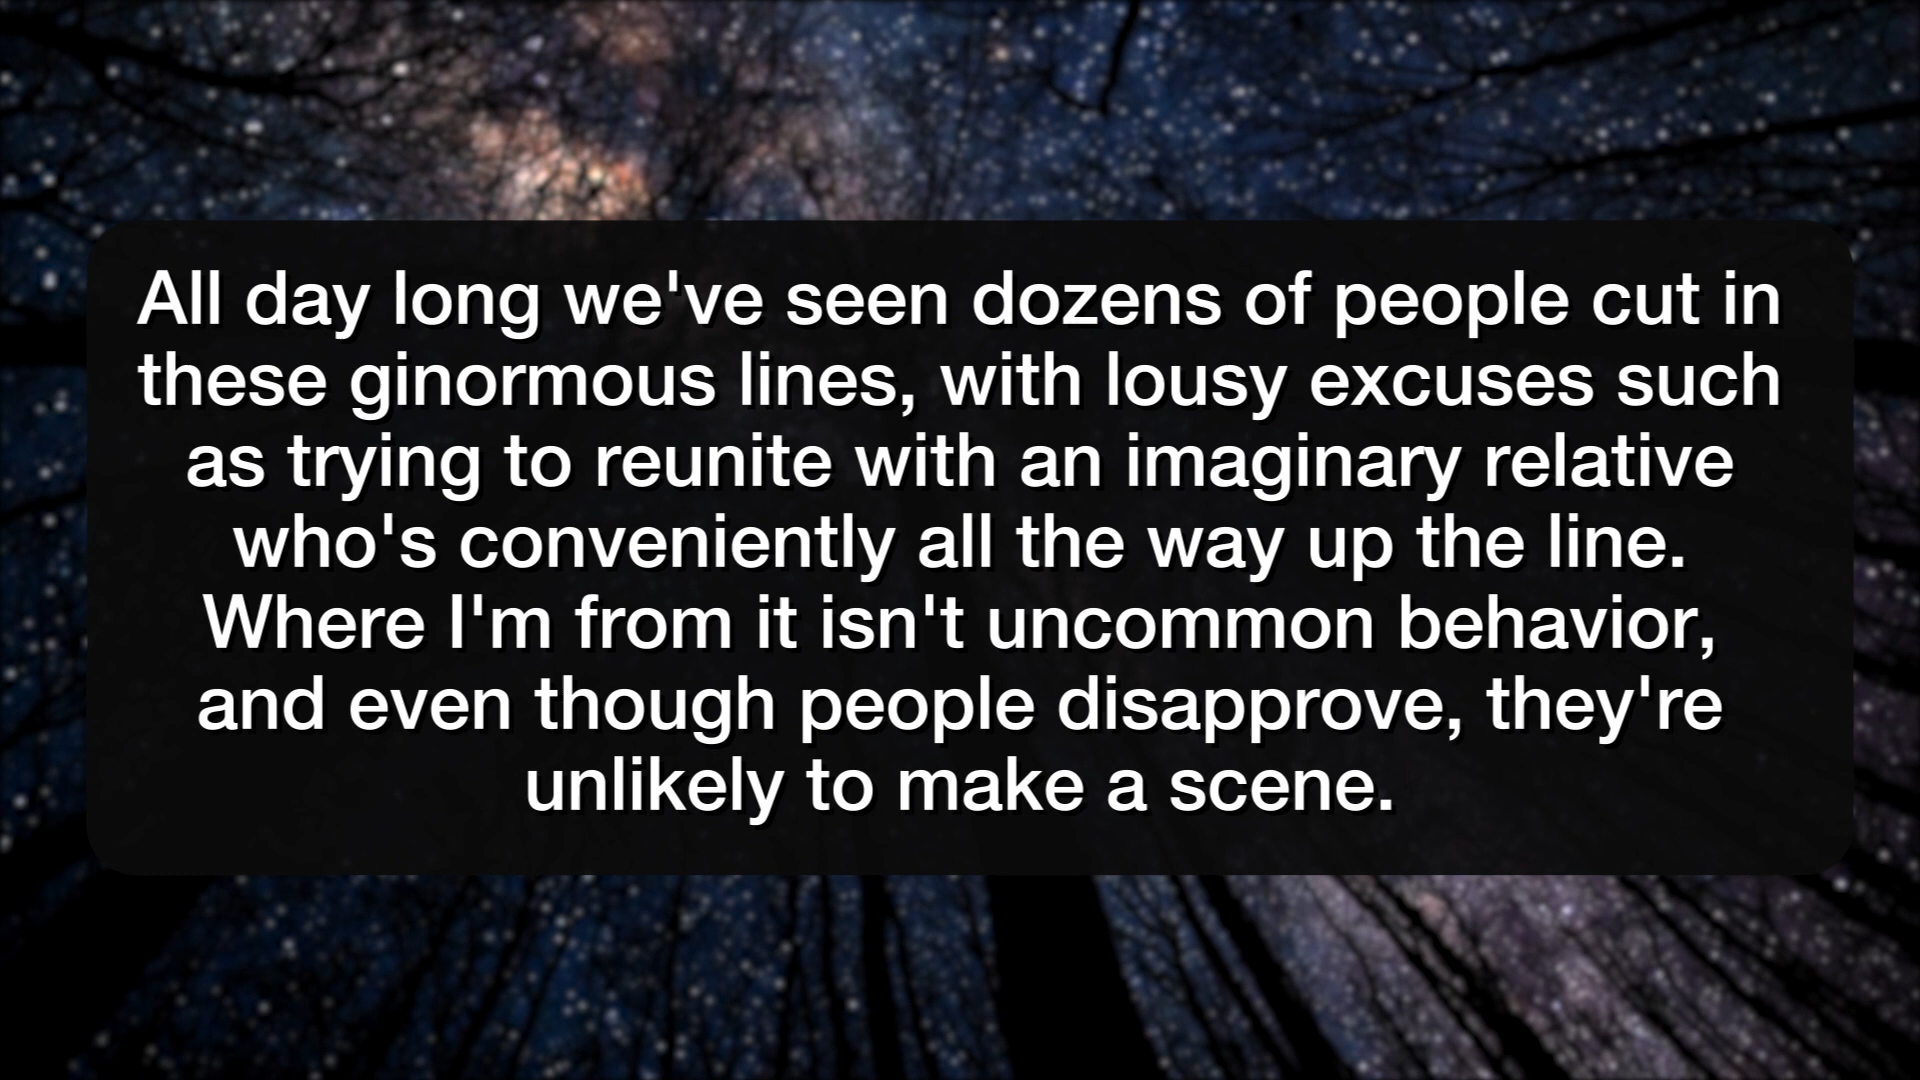 All day long we've seen dozens of people cut in
these ginormous lines, with lousy excuses such
as trying to reunite with an imaginary relative
who's conveniently all the way up the line.
Where I'm from it isn't uncommon behavior,
and even though people disapprove, they're
unlikely to make a scene.